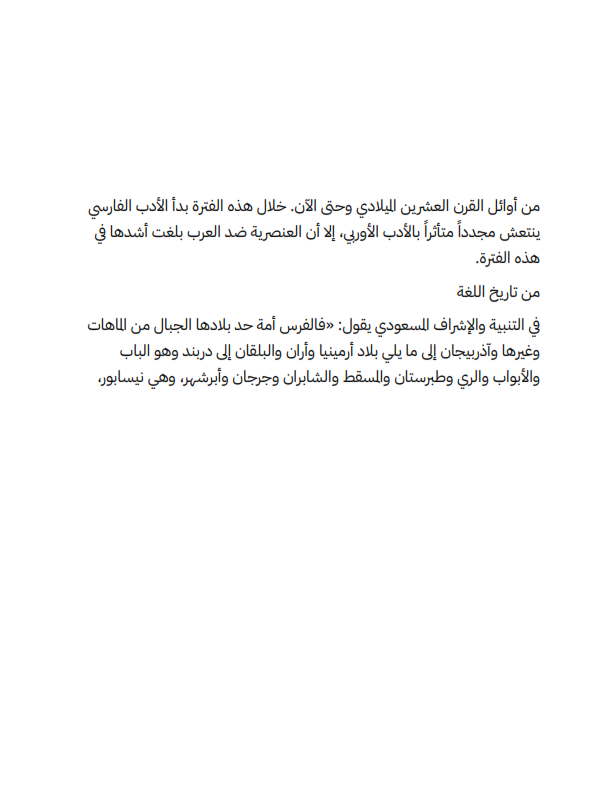 من أوائل القرن العشرين الميلادي وحتى الآن. خلال هذه الفترة بدأ الأدب الفارسي
ينتعش مجدداً متأثراً بالأدب الأوربي، إلا أن العنصرية ضد العرب بلغت أشدها في
هذه الفترة.
من تاريخ اللغة
في التنبية والإشراف المسعودي يقول: «فالفرس أمة حد بلادها الجبال من الماهات
وغيرها وآذربيجان إلى ما يلي بلاد أرمينيا وأران والبلقان إلى دربند وهو الباب
والأبواب والري وطبرستان والمسقط والشابران وجرجان وأبرشهر، وهي نيسابور،